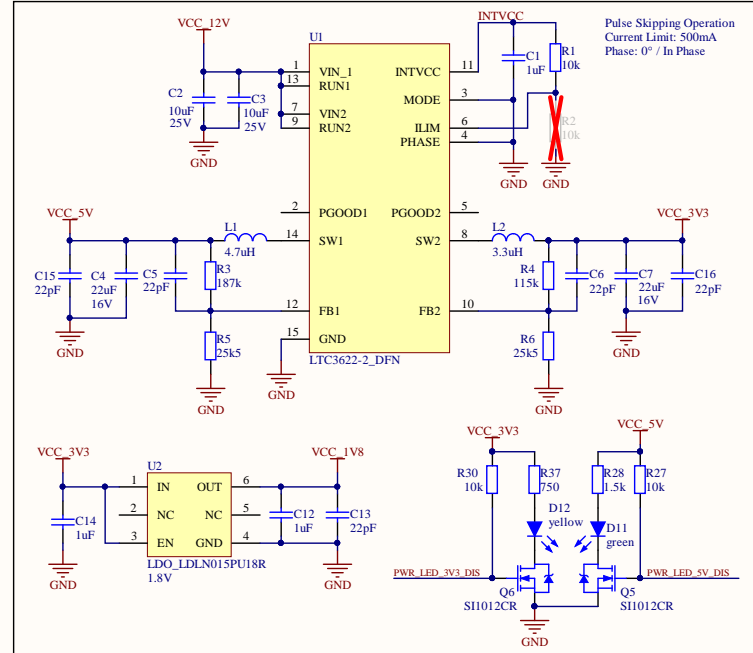 VCC_12V
U1
INTVCC
Pulse Skipping Operation
Current Limit: 500mA
Phase: 0° / In Phase
C2
10uF
25V
C3
10uF
25V
GND
1
13
7
9
VIN_1
RUN1
VIN2
RUN2
INTVCC
MODE
ILIM
PHASE
11
3
6
4
C1
1uF
R1
10k
R2
10k
GND
GND
2
14
12
15
PGOOD1
SW1
FB1
GND
PGOOD2
SW2
FB2
5
8
10
LTC3622-2_DFN
VCC_5V
L1
4.7uH
C15
22pF
C4
22uF
16V
C5
22pF
R3
187k
R5
25k5
GND
GND
GND
L2
3.3uH
VCC_3V3
R4
115k
C6
22pF
C7
22uF
16V
C16
22pF
R6
25k5
GND
GND
VCC_3V3
U2
VCC_1V8
C14
1uF
GND
1
2
3
IN
NC
EN
OUT
NC
GND
6
5
4
C12
1uF
C13
22pF
GND
LDO_LDLN015PU18R
1.8V
VCC_3V3
VCC_5V
R30
10k
R37
750
R28
1.5k
R27
10k
D12
yellow
D11
green
PWR_LED_3V3_DIS
PWR_LED_5V_DIS
Q6
SI1012CR
Q5
SI1012CR
GND